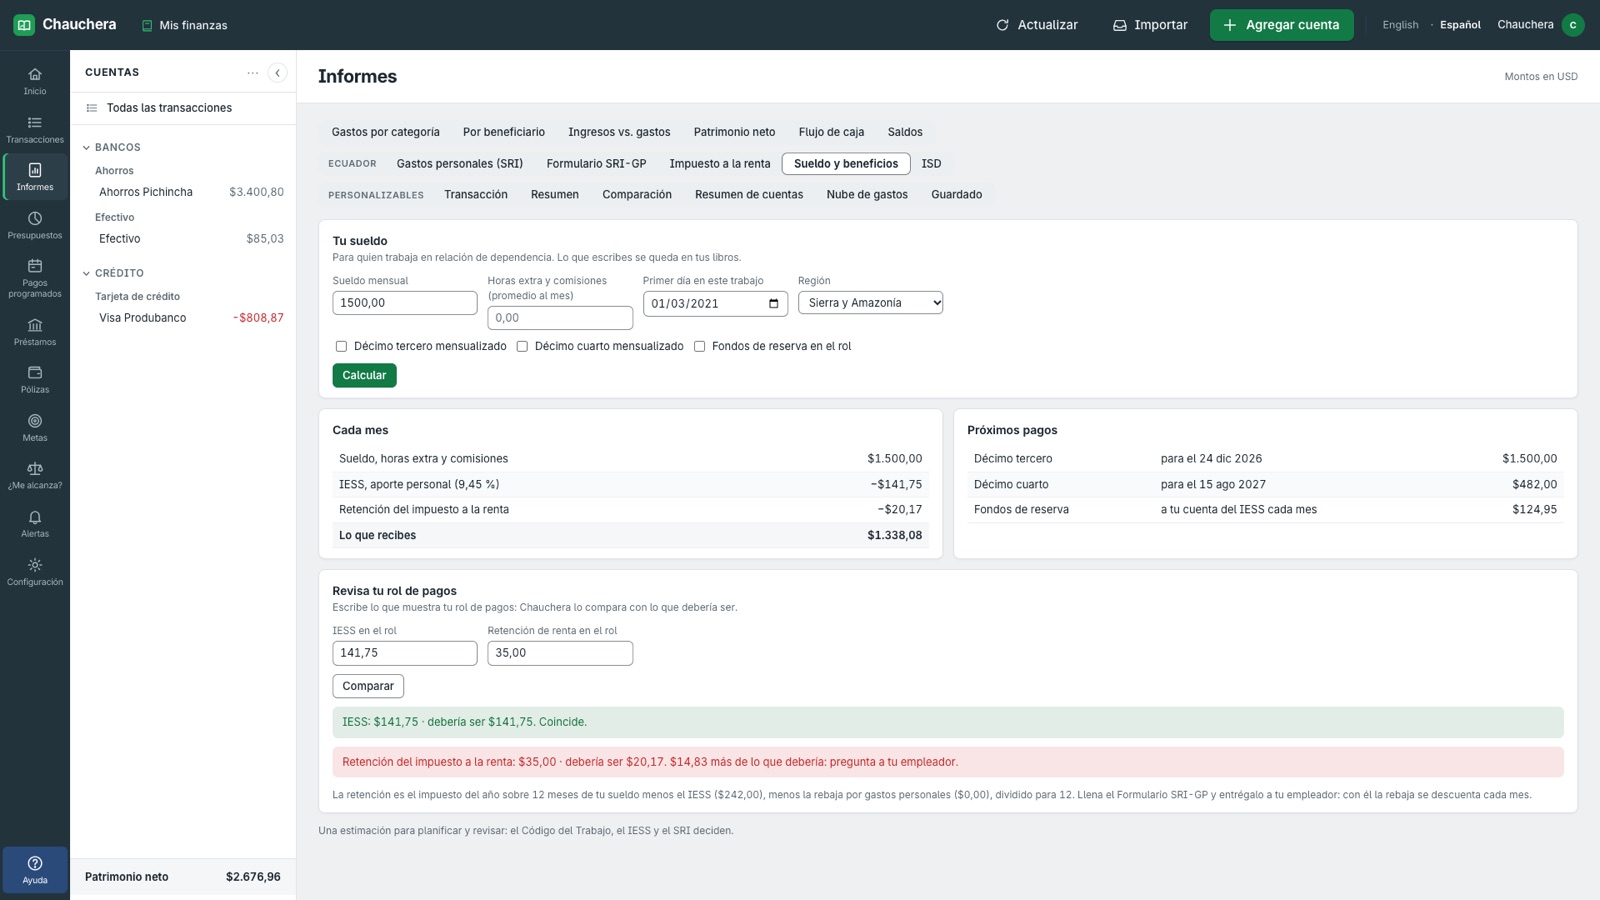 Chauchera
Mis finanzas
Actualizar
Importar
Agregar cuenta
English · Español
Chauchera
C
Inicio
Transacciones
Informes
Presupuestos
Pagos programados
Préstamos
Pólizas
Metas
¿Me alcanza?
Alertas
Configuración
Ayuda
CUENTAS
Todas las transacciones
BANCOS
Ahorros
Ahorros Pichincha $3.400,80
Efectivo
Efectivo $85,03
CRÉDITO
Tarjeta de crédito
Visa Produbanco -$808,87
Patrimonio neto $2.676,96
Informes
Montos en USD
Gastos por categoría Por beneficiario Ingresos vs. gastos Patrimonio neto Flujo de caja Saldos
ECUADOR Gastos personales (SRI) Formulario SRI-GP Impuesto a la renta Sueldo y beneficios ISD
PERSONALIZABLES Transacción Resumen Comparación Resumen de cuentas Nube de gastos Guardado
Tu sueldo
Para quien trabaja en relación de dependencia. Lo que escribes se queda en tus libros.
Sueldo mensual
1500,00
Horas extra y comisiones (promedio al mes)
0,00
Primer día en este trabajo
01/03/2021
Región
Sierra y Amazonía
Décimo tercero mensualizado Décimo cuarto mensualizado Fondos de reserva en el rol
Calcular
Cada mes
Sueldo, horas extra y comisiones $1.500,00
IESS, aporte personal (9,45 %) −$141,75
Retención del impuesto a la renta −$20,17
Lo que recibes $1.338,08
Próximos pagos
Décimo tercero para el 24 dic 2026 $1.500,00
Décimo cuarto para el 15 ago 2027 $482,00
Fondos de reserva a tu cuenta del IESS cada mes $124,95
Revisa tu rol de pagos
Escribe lo que muestra tu rol de pagos: Chauchera lo compara con lo que debería ser.
IESS en el rol
141,75
Retención de renta en el rol
35,00
Comparar
IESS: $141,75 · debería ser $141,75. Coincide.
Retención del impuesto a la renta: $35,00 · debería ser $20,17. $14,83 más de lo que debería: pregunta a tu empleador.
La retención es el impuesto del año sobre 12 meses de tu sueldo menos el IESS ($242,00), menos la rebaja por gastos personales ($0,00), dividido para 12. Llena el Formulario SRI-GP y entrégalo a tu empleador: con él la rebaja se descuenta cada mes.
Una estimación para planificar y revisar: el Código del Trabajo, el IESS y el SRI deciden.